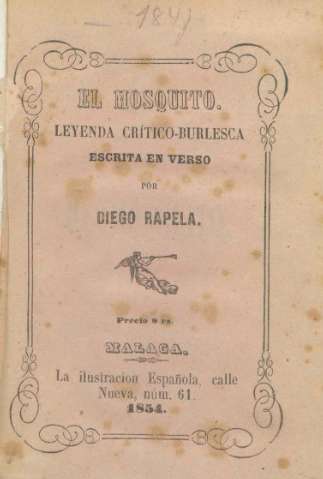 1847
EL MOSQUITO.
LEYENDA CRÍTICO-BURLESCA
ESCRITA EN VERSO
POR
DIEGO RAPELA.
Precio 8 rs.
MALAGA.
La ilustracion Española, calle
Nueva, núm. 61.
1854.